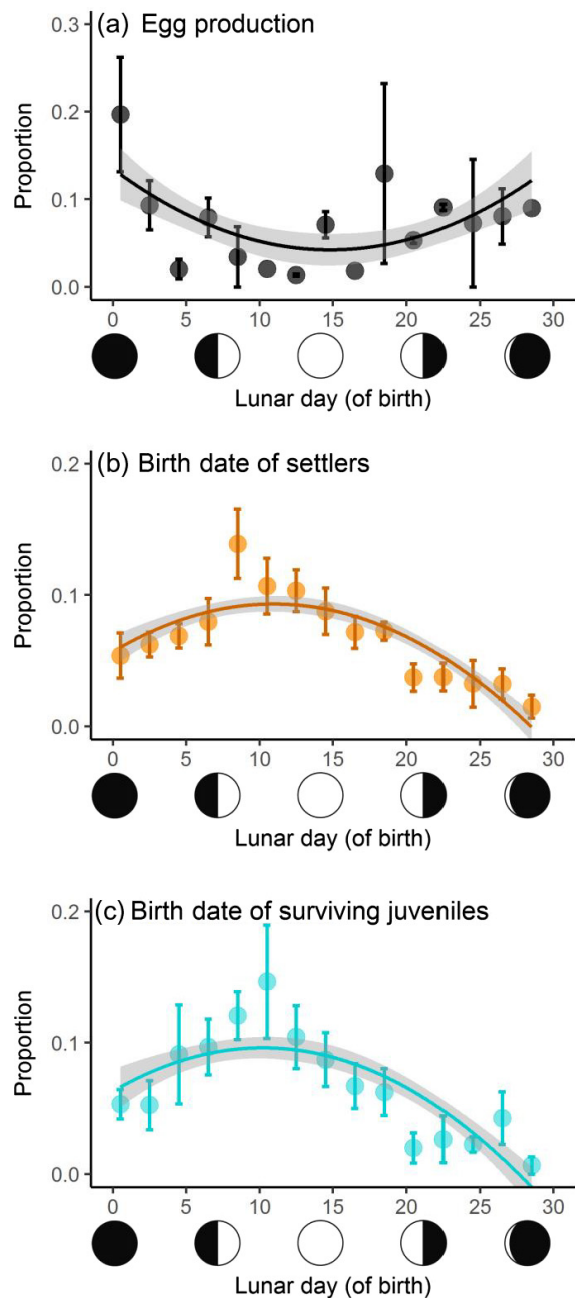 (a) Egg production
0.3
0.2
0.1
0.0
Proportion
0 5 10 15 20 25 30
Lunar day (of birth)
(b) Birth date of settlers
0.2
0.1
0.0
Proportion
0 5 10 15 20 25 30
Lunar day (of birth)
(c) Birth date of surviving juveniles
0.2
0.1
0.0
Proportion
0 5 10 15 20 25 30
Lunar day (of birth)